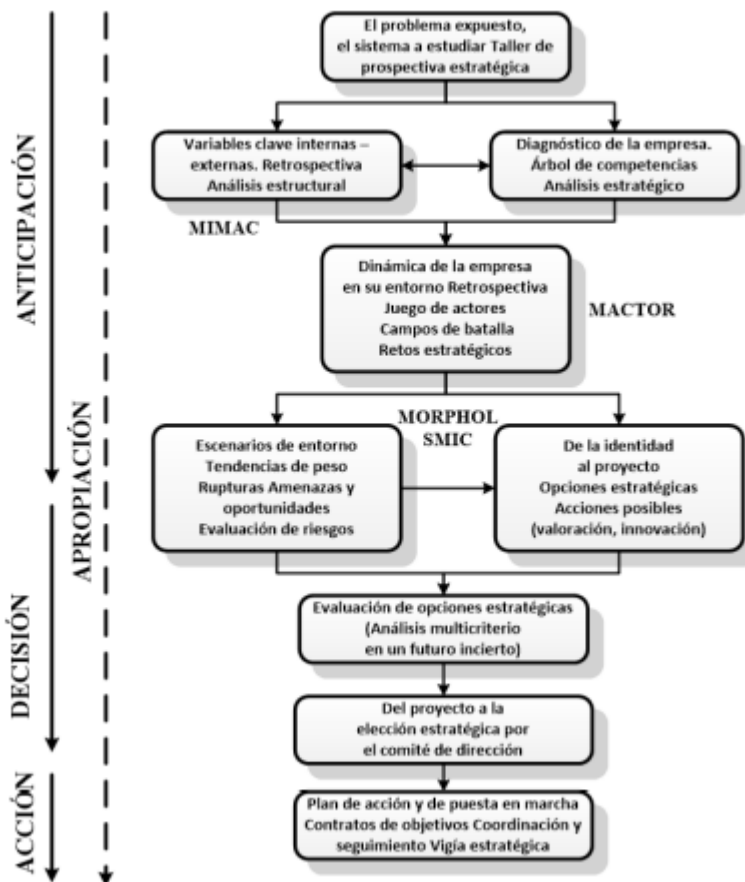 El problema expuesto,
el sistema a estudiar Taller de
prospectiva estratégica
Variables clave internas –
externas. Retrospectiva
Análisis estructural
Diagnóstico de la empresa.
Árbol de competencias
Análisis estratégico
MIMAC
Dinámica de la empresa
en su entorno Retrospectiva
Juego de actores
Campos de batalla
Retos estratégicos
MACTOR
MORPHOL
SMIC
Escenarios de entorno
Tendencias de peso
Rupturas Amenazas y
oportunidades
Evaluación de riesgos
De la identidad
al proyecto
Opciones estratégicas
Acciones posibles
(valoración, innovación)
Evaluación de opciones estratégicas
(Análisis multicriterio
en un futuro incierto)
Del proyecto a la
elección estratégica por
el comité de dirección
Plan de acción y de puesta en marcha
Contratos de objetivos Coordinación y
seguimiento Vigía estratégica
ANTICIPACIÓN
DECISIÓN
ACCIÓN
APROPIACIÓN